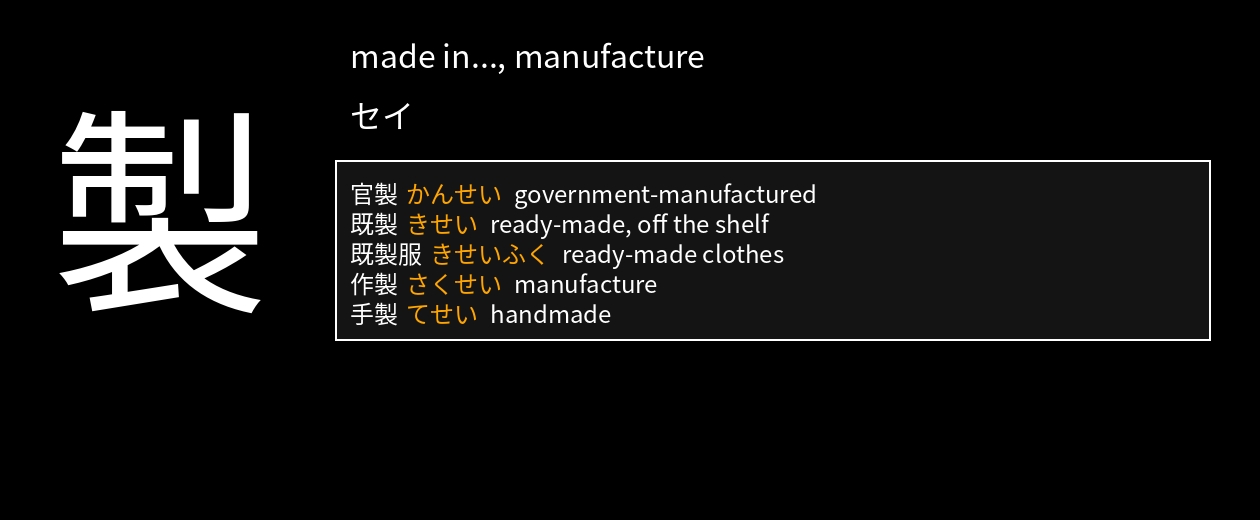 製
made in..., manufacture
セイ
官製 かんせい government-manufactured
既製 きせい ready-made, off the shelf
既製服 きせいふく ready-made clothes
作製 さくせい manufacture
手製 てせい handmade